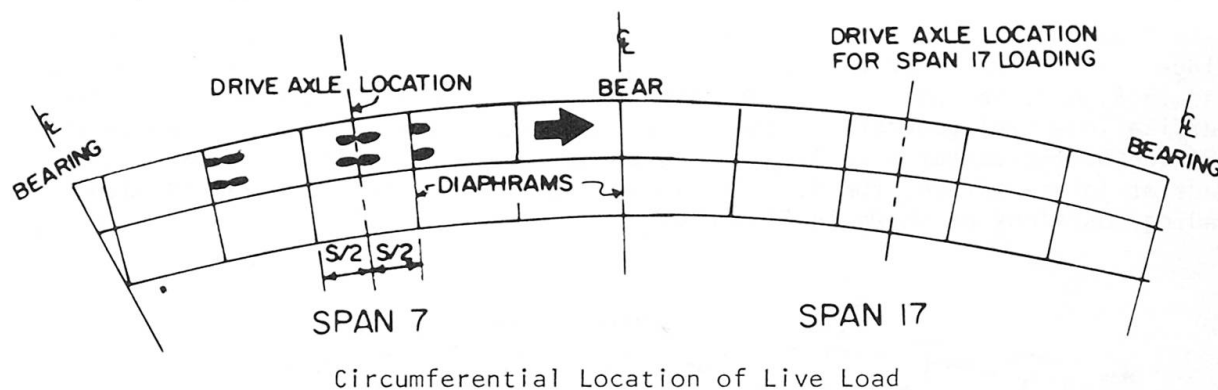 ℄
DRIVE AXLE LOCATION
FOR SPAN 17 LOADING
DRIVE AXLE LOCATION
BEAR
℄
BEARING
℄
BEARING
DIAPHRAMS
S/2 S/2
SPAN 7
SPAN 17
Circumferential Location of Live Load